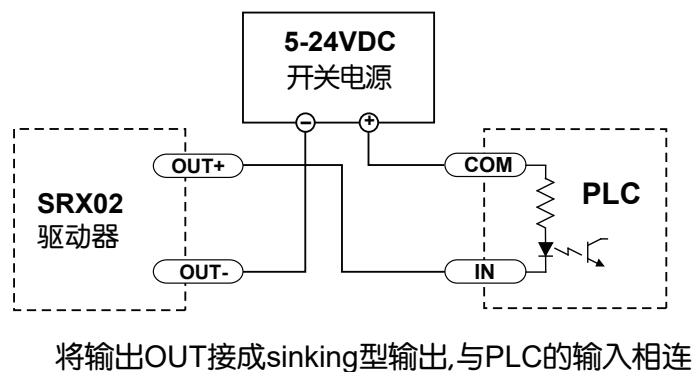 5-24VDC
开关电源
− +
OUT+
COM
SRX02
驱动器
PLC
OUT-
IN
将输出OUT接成sinking型输出,与PLC的输入相连